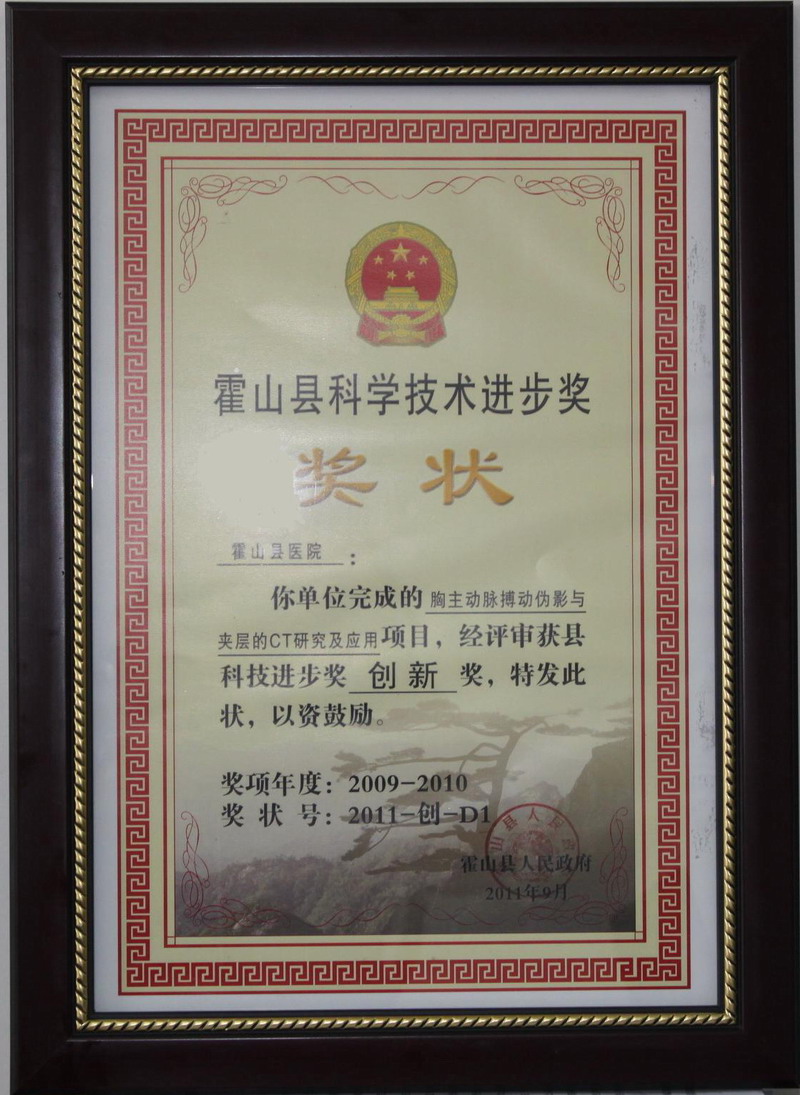 霍山县科学技术进步奖
奖状
霍山县医院：
你单位完成的胸主动脉搏动伪影与
夹层的CT研究及应用项目，经评审获县
科技进步奖创新奖，特发此
状，以资鼓励。
奖项年度：2009-2010
奖状号：2011-创-D1
霍山县人民政府
2011年9月